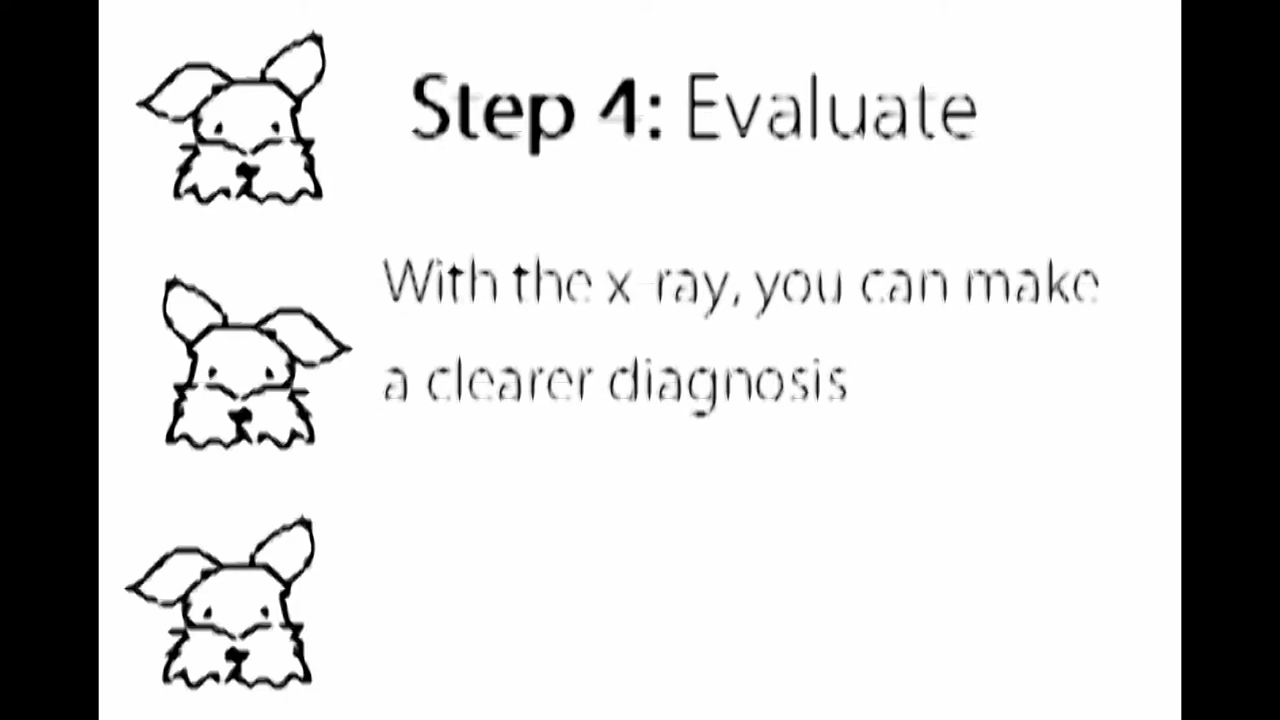 Step 4: Evaluate
With the x-ray, you can make
a clearer diagnosis